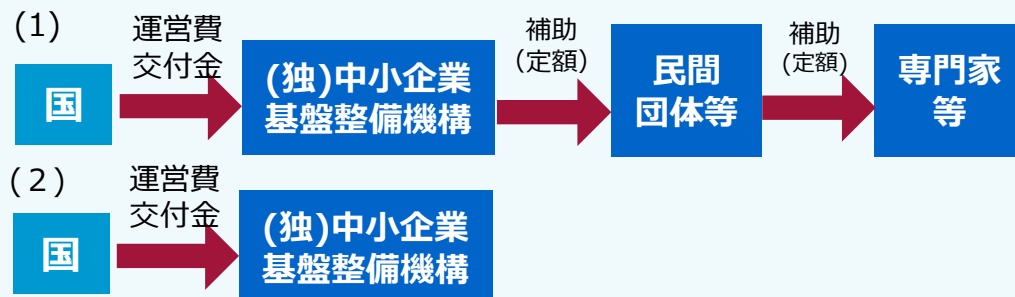 (1)
運営費
交付金
国
(独)中小企業
基盤整備機構
補助
(定額)
民間
団体等
補助
(定額)
専門家
等
(２)
運営費
交付金
国
(独)中小企業
基盤整備機構